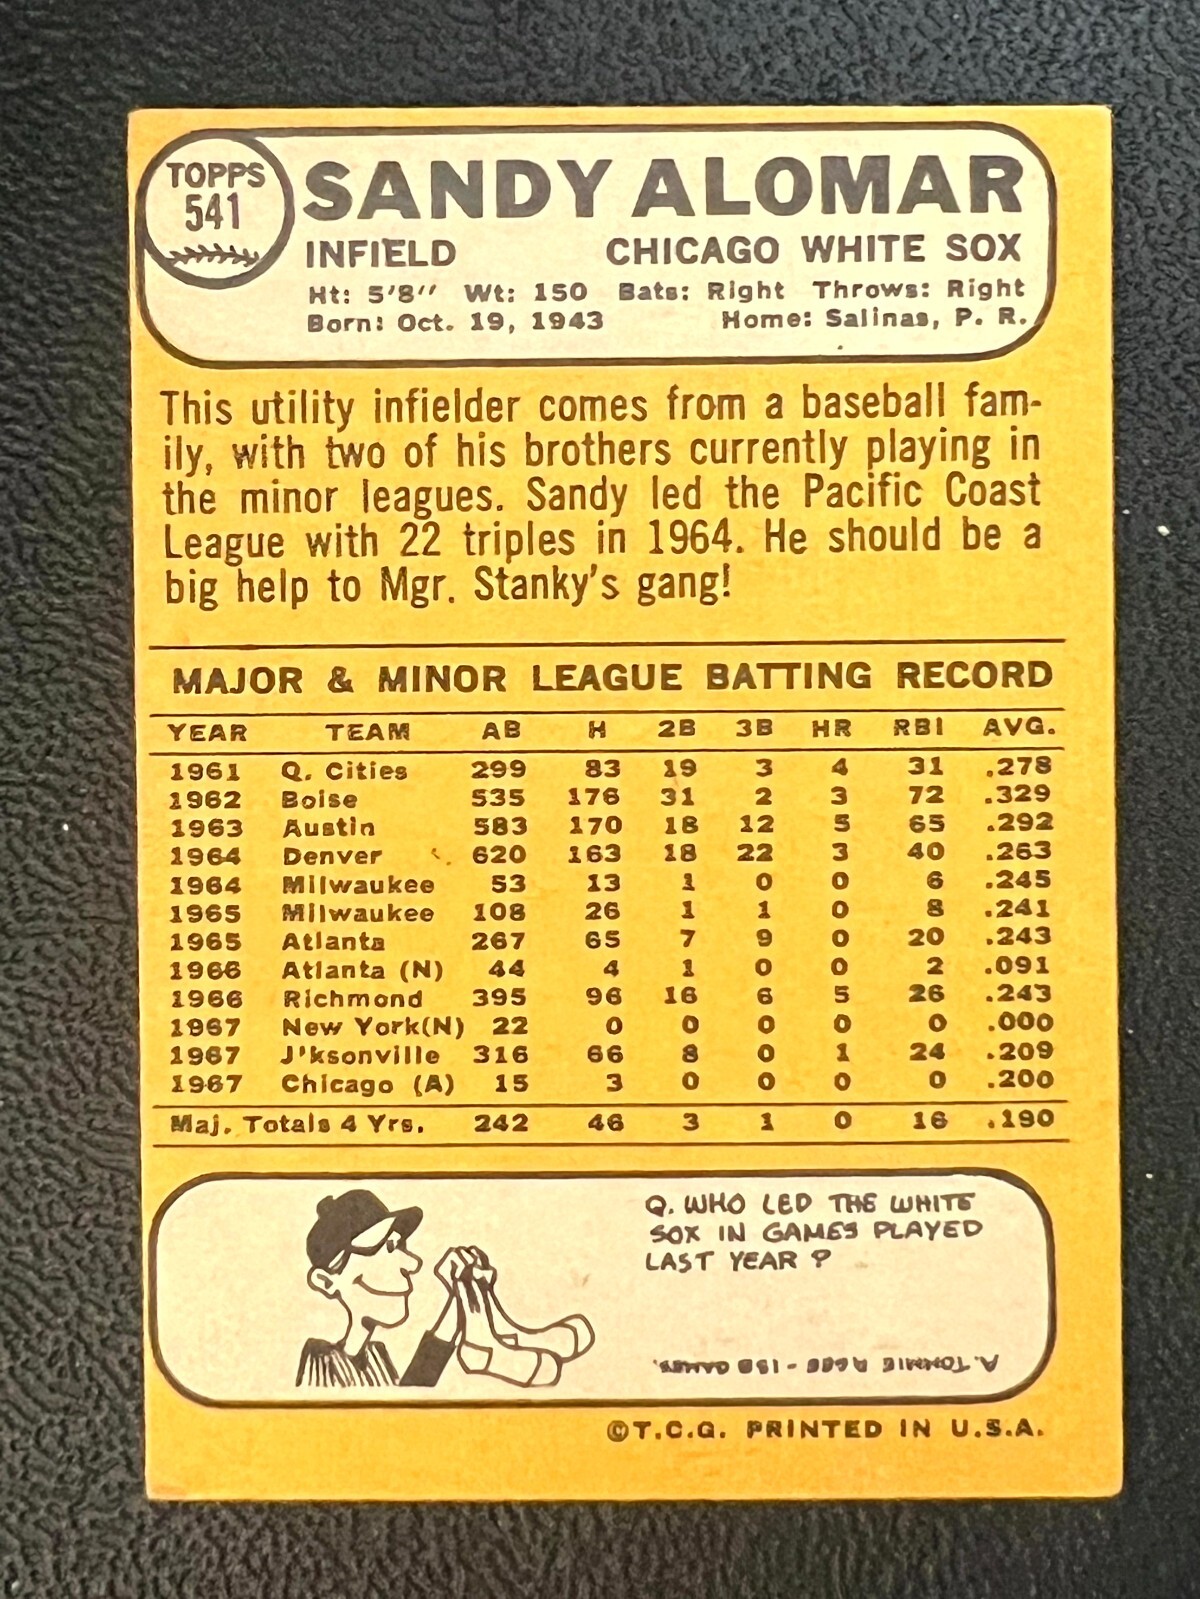 TOPPS
541
SANDY ALOMAR
INFIELD CHICAGO WHITE SOX
Ht: 5'8" Wt: 150 Bats: Right Throws: Right
Born: Oct. 19, 1943 Home: Salinas, P. R.
This utility infielder comes from a baseball fam-
ily, with two of his brothers currently playing in
the minor leagues. Sandy led the Pacific Coast
League with 22 triples in 1964. He should be a
big help to Mgr. Stanky's gang!
MAJOR & MINOR LEAGUE BATTING RECORD
YEAR TEAM AB H 2B 3B HR RBI AVG.
1961 Q. Cities 299 83 19 3 4 31 .278
1962 Boise 535 176 31 2 3 72 .329
1963 Austin 583 170 18 12 5 65 .292
1964 Denver 620 163 18 22 3 40 .263
1964 Milwaukee 53 13 1 0 0 6 .245
1965 Milwaukee 108 26 1 1 0 8 .241
1965 Atlanta 267 65 7 9 0 20 .243
1966 Atlanta (N) 44 4 1 0 0 2 .091
1966 Richmond 395 96 16 6 5 26 .243
1967 New York(N) 22 0 0 0 0 0 .000
1967 J'ksonville 316 66 8 0 1 24 .209
1967 Chicago (A) 15 3 0 0 0 0 .200
Maj. Totals 4 Yrs. 242 46 3 1 0 16 .190
Q. WHO LED THE WHITE
SOX IN GAMES PLAYED
LAST YEAR?
A. TOMMIE AGEE - 158 GAMES.
©T.C.G. PRINTED IN U.S.A.